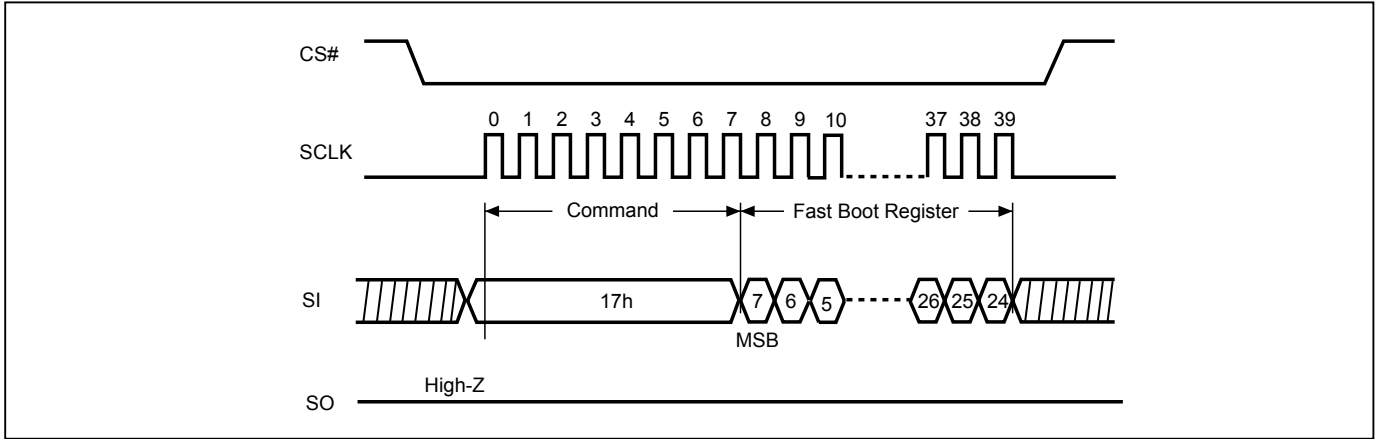 CS#
0 1 2 3 4 5 6 7 8 9 10 37 38 39
SCLK
Command Fast Boot Register
SI 17h 7 6 5 26 25 24
MSB
High-Z
SO